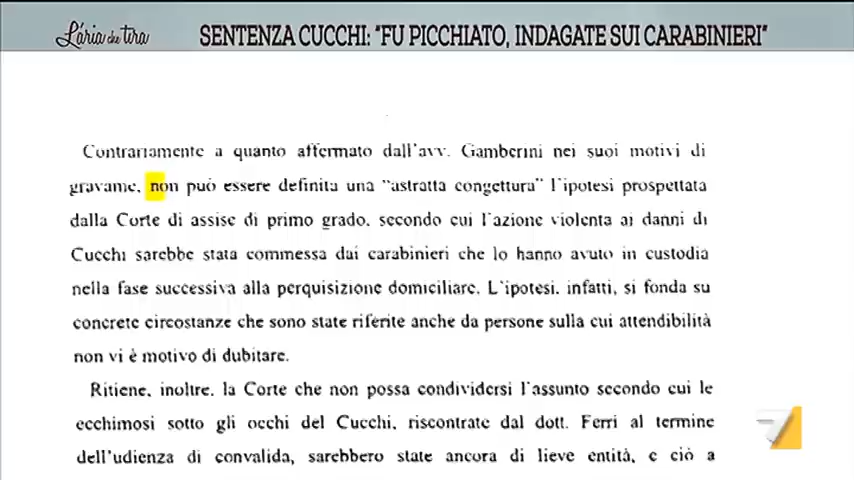 L'aria che tira
SENTENZA CUCCHI: "FU PICCHIATO, INDAGATE SUI CARABINIERI"
Contrariamente a quanto affermato dall'avv. Gamberini nei suoi motivi di
gravame, non può essere definita una "astratta congettura" l'ipotesi prospettata
dalla Corte di assise di primo grado, secondo cui l'azione violenta ai danni di
Cucchi sarebbe stata commessa dai carabinieri che lo hanno avuto in custodia
nella fase successiva alla perquisizione domiciliare. L'ipotesi, infatti, si fonda su
concrete circostanze che sono state riferite anche da persone sulla cui attendibilità
non vi è motivo di dubitare.
Ritiene, inoltre, la Corte che non possa condividersi l'assunto secondo cui le
ecchimosi sotto gli occhi del Cucchi, riscontrate dal dott. Ferri al termine
dell'udienza di convalida, sarebbero state ancora di lieve entità, e ciò a